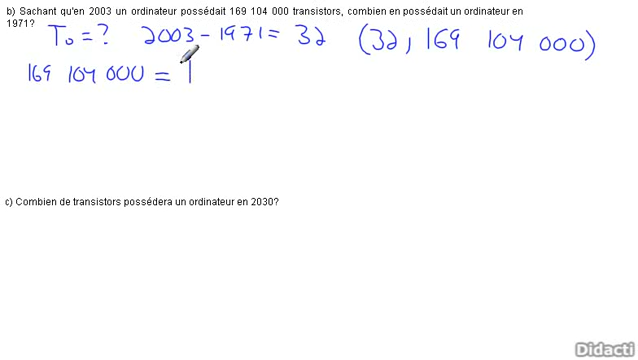 b) Sachant qu'en 2003 un ordinateur possédait 169 104 000 transistors, combien en possédait un ordinateur en
1971?
T₀ = ? 2003 - 1971 = 32 (32, 169 104 000)
169 104 000 =
c) Combien de transistors possédera un ordinateur en 2030?
Didacti